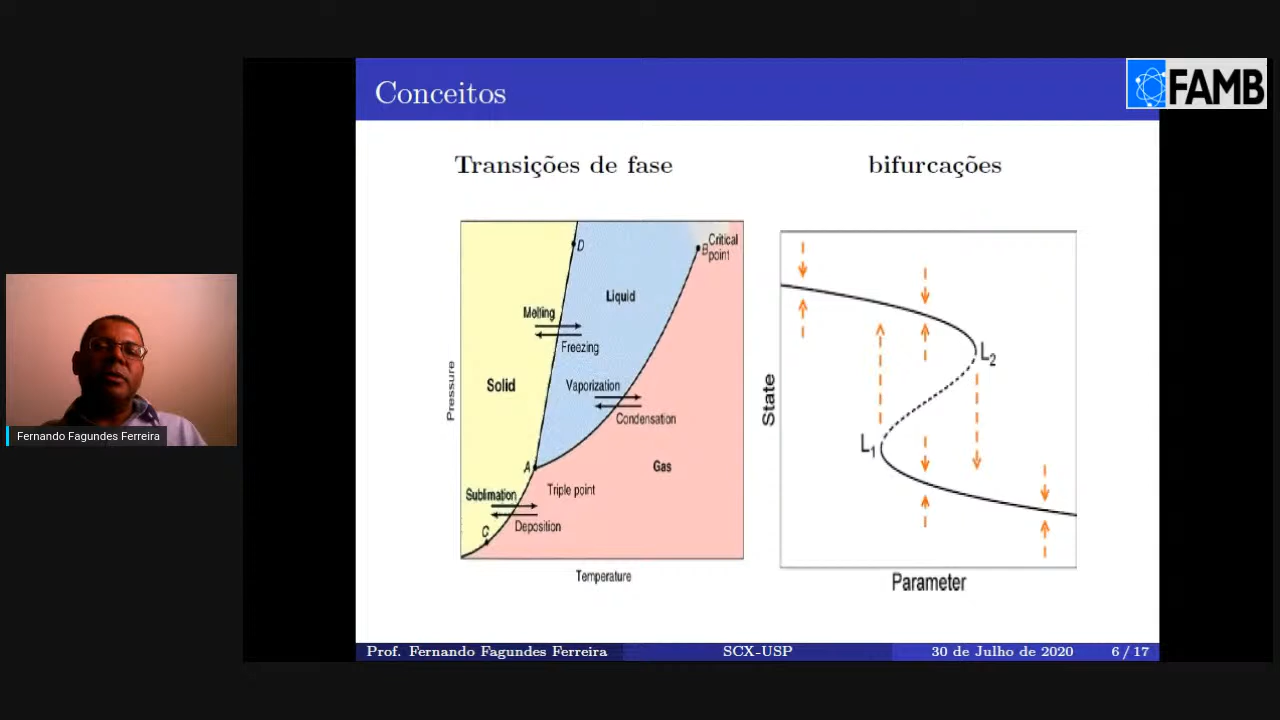 FAMB
Conceitos
Transições de fase
bifurcações
D
B
Critical
point
Liquid
Melting
Freezing
Solid
Vaporization
Condensation
Pressure
A
Gas
Triple point
Sublimation
Deposition
C
Temperature
State
L2
L1
Parameter
Fernando Fagundes Ferreira
Prof. Fernando Fagundes Ferreira
SCX-USP
30 de Julho de 2020
6 / 17